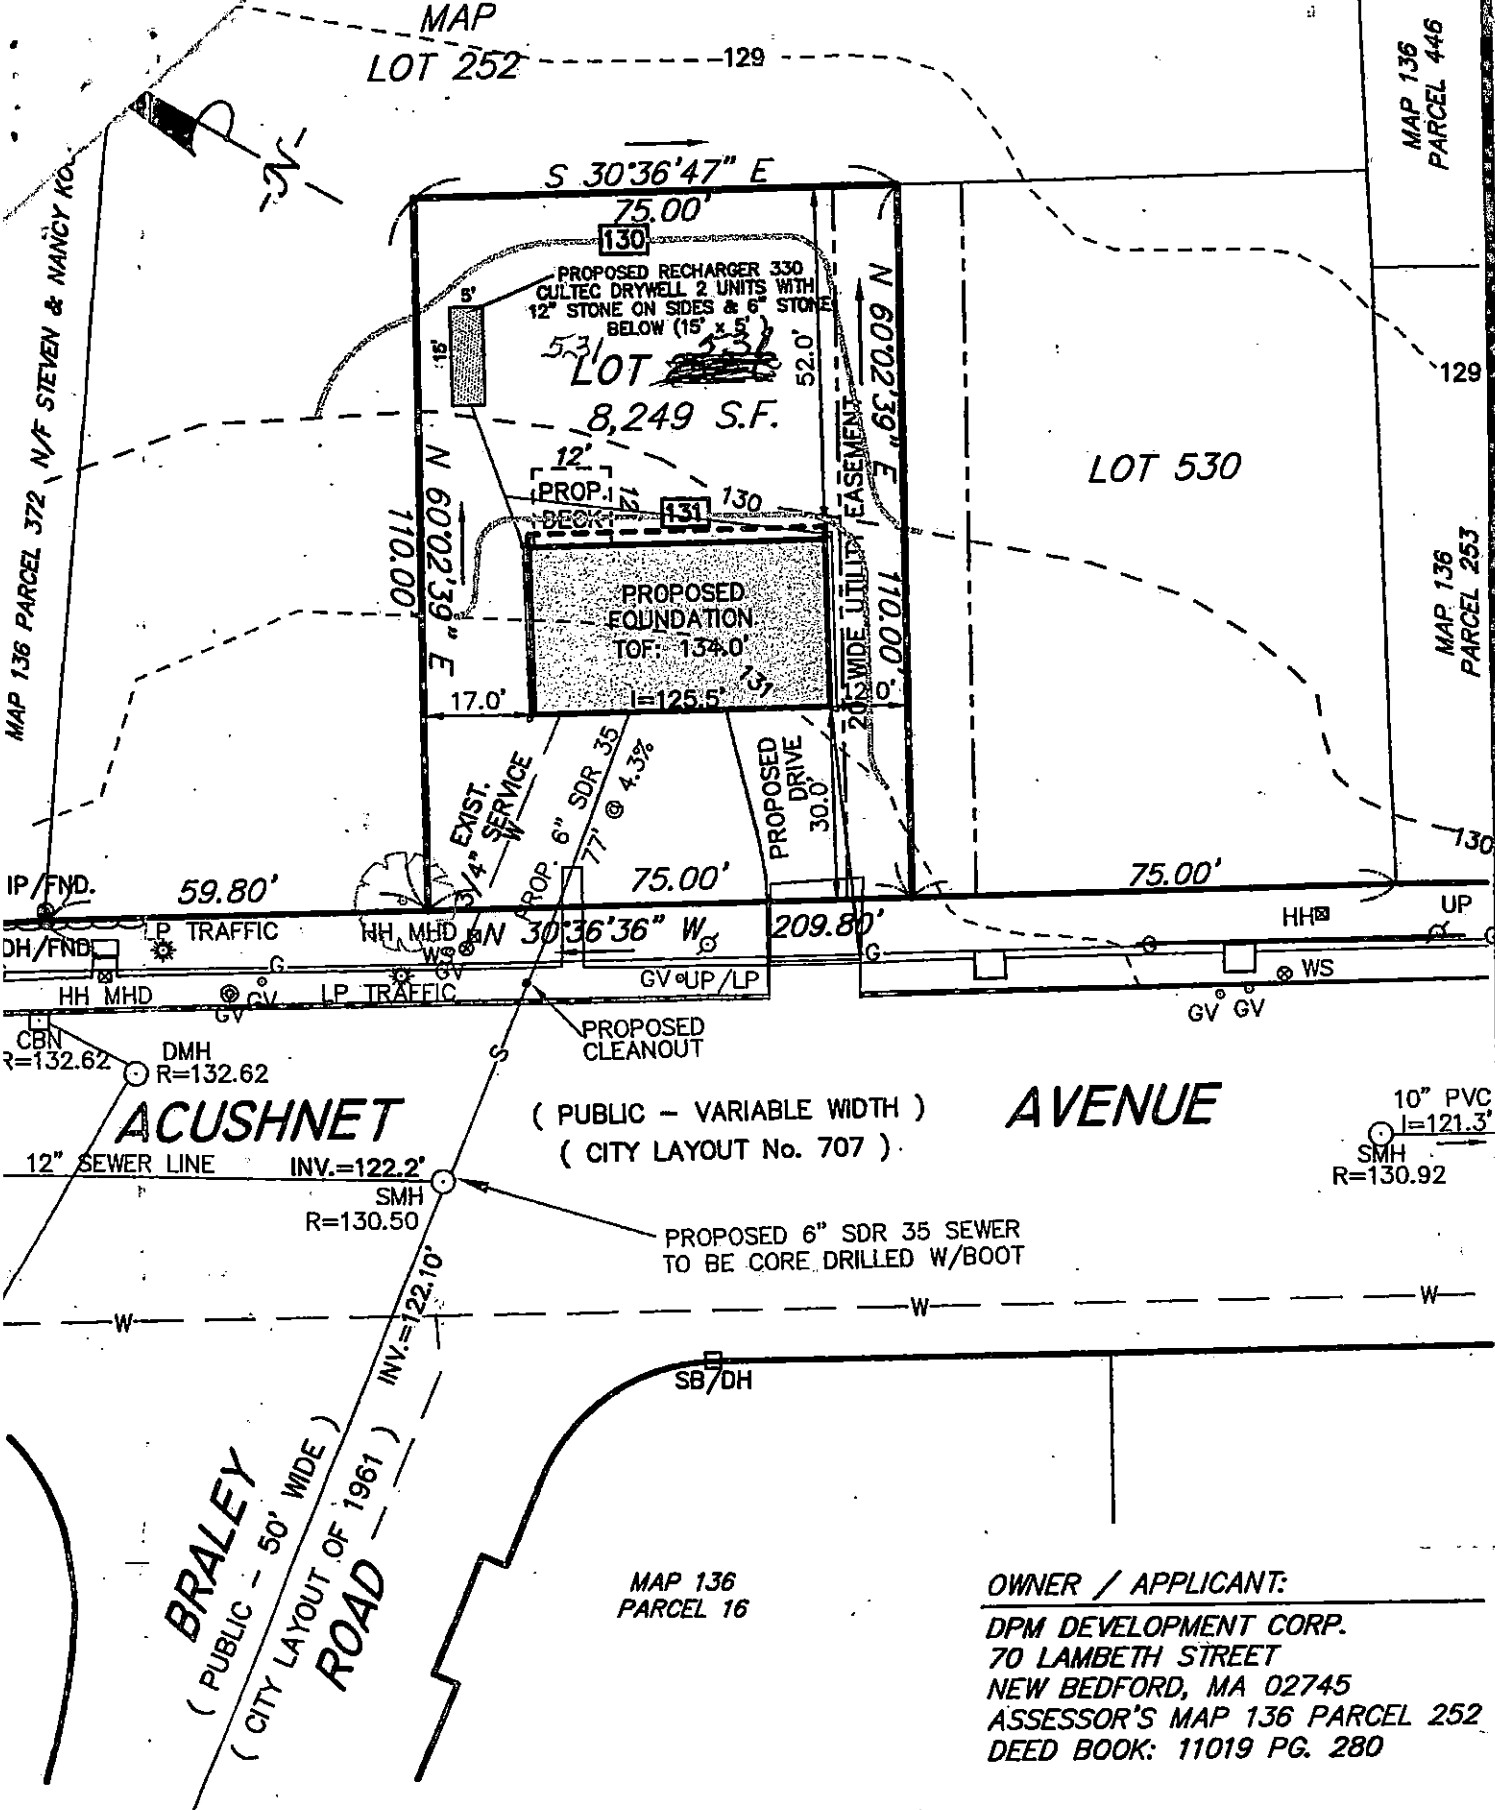 MAP
LOT 252
129
MAP 136
PARCEL 446
-N-
MAP 136 PARCEL 372 N/F STEVEN & NANCY
S 30°36'47" E
75.00'
130
PROPOSED RECHARGER 330
CULTEC DRYWELL 2 UNITS WITH
12" STONE ON SIDES & 6" STONE
BELOW (15' x 5')
5'
15'
531
531
LOT
8,249 S.F.
52.0'
N 60°02'39" E
110.00'
20' WIDE UTILITY EASEMENT
129
LOT 530
MAP 136
PARCEL 253
N 60°02'39" E
110.00'
12'
PROP.
DECK
12'
131
130
PROPOSED
FOUNDATION
TOF: 134.0'
I=125.5'
131
17.0'
12.0'
EXIST.
3/4" SERVICE
W
PROP. 6" SDR 35
77' @ 4.3%
PROPOSED
DRIVE
30.0'
130
IP/FND.
59.80'
75.00'
75.00'
DH/FND
LP TRAFFIC
HH MHD
N 30°36'36" W
209.80'
HH
UP
WS
GV
G
G
G
G
HH MHD
GV
GV
LP TRAFFIC
GV
UP/LP
WS
GV
GV
CBN
R=132.62
DMH
R=132.62
PROPOSED
CLEANOUT
S
ACUSHNET
( PUBLIC - VARIABLE WIDTH )
( CITY LAYOUT No. 707 )
AVENUE
10" PVC
I=121.3'
SMH
R=130.92
12" SEWER LINE
INV.=122.2'
SMH
R=130.50
PROPOSED 6" SDR 35 SEWER
TO BE CORE DRILLED W/BOOT
INV.=122.10'
W
W
W
SB/DH
BRALEY
( PUBLIC - 50' WIDE )
( CITY LAYOUT OF 1961 )
ROAD
MAP 136
PARCEL 16
OWNER / APPLICANT:
DPM DEVELOPMENT CORP.
70 LAMBETH STREET
NEW BEDFORD, MA 02745
ASSESSOR'S MAP 136 PARCEL 252
DEED BOOK: 11019 PG. 280